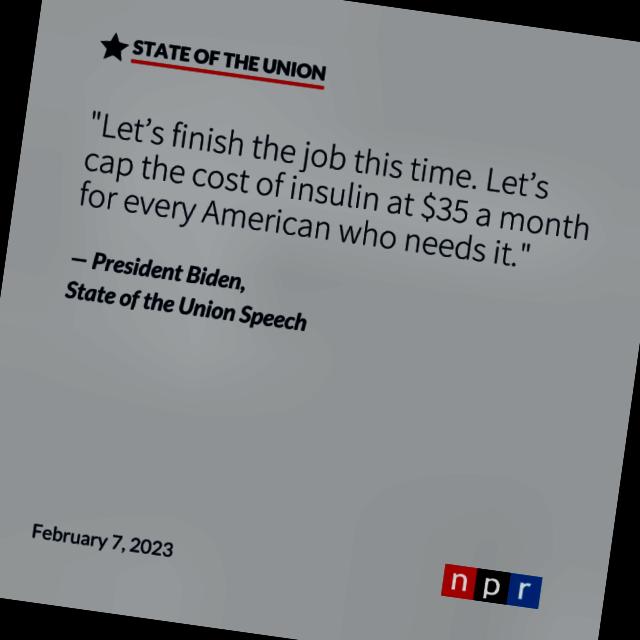 STATE OF THE UNION
"Let’s finish the job this time. Let’s
cap the cost of insulin at $35 a month
for every American who needs it."
— President Biden,
State of the Union Speech
February 7, 2023
n p r